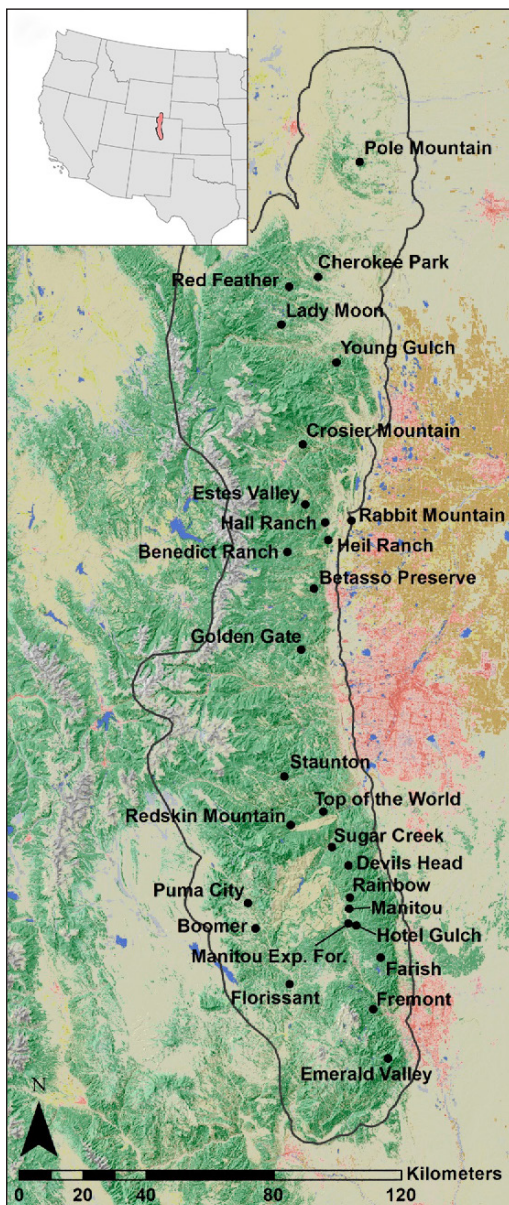 Pole Mountain
Cherokee Park
Red Feather
Lady Moon
Young Gulch
Crosier Mountain
Estes Valley
Hall Ranch
Rabbit Mountain
Heil Ranch
Benedict Ranch
Betasso Preserve
Golden Gate
Staunton
Top of the World
Redskin Mountain
Sugar Creek
Devils Head
Rainbow
Puma City
Manitou
Boomer
Hotel Gulch
Manitou Exp. For.
Farish
Florissant
Fremont
Emerald Valley
N
Kilometers
0 20 40 80 120